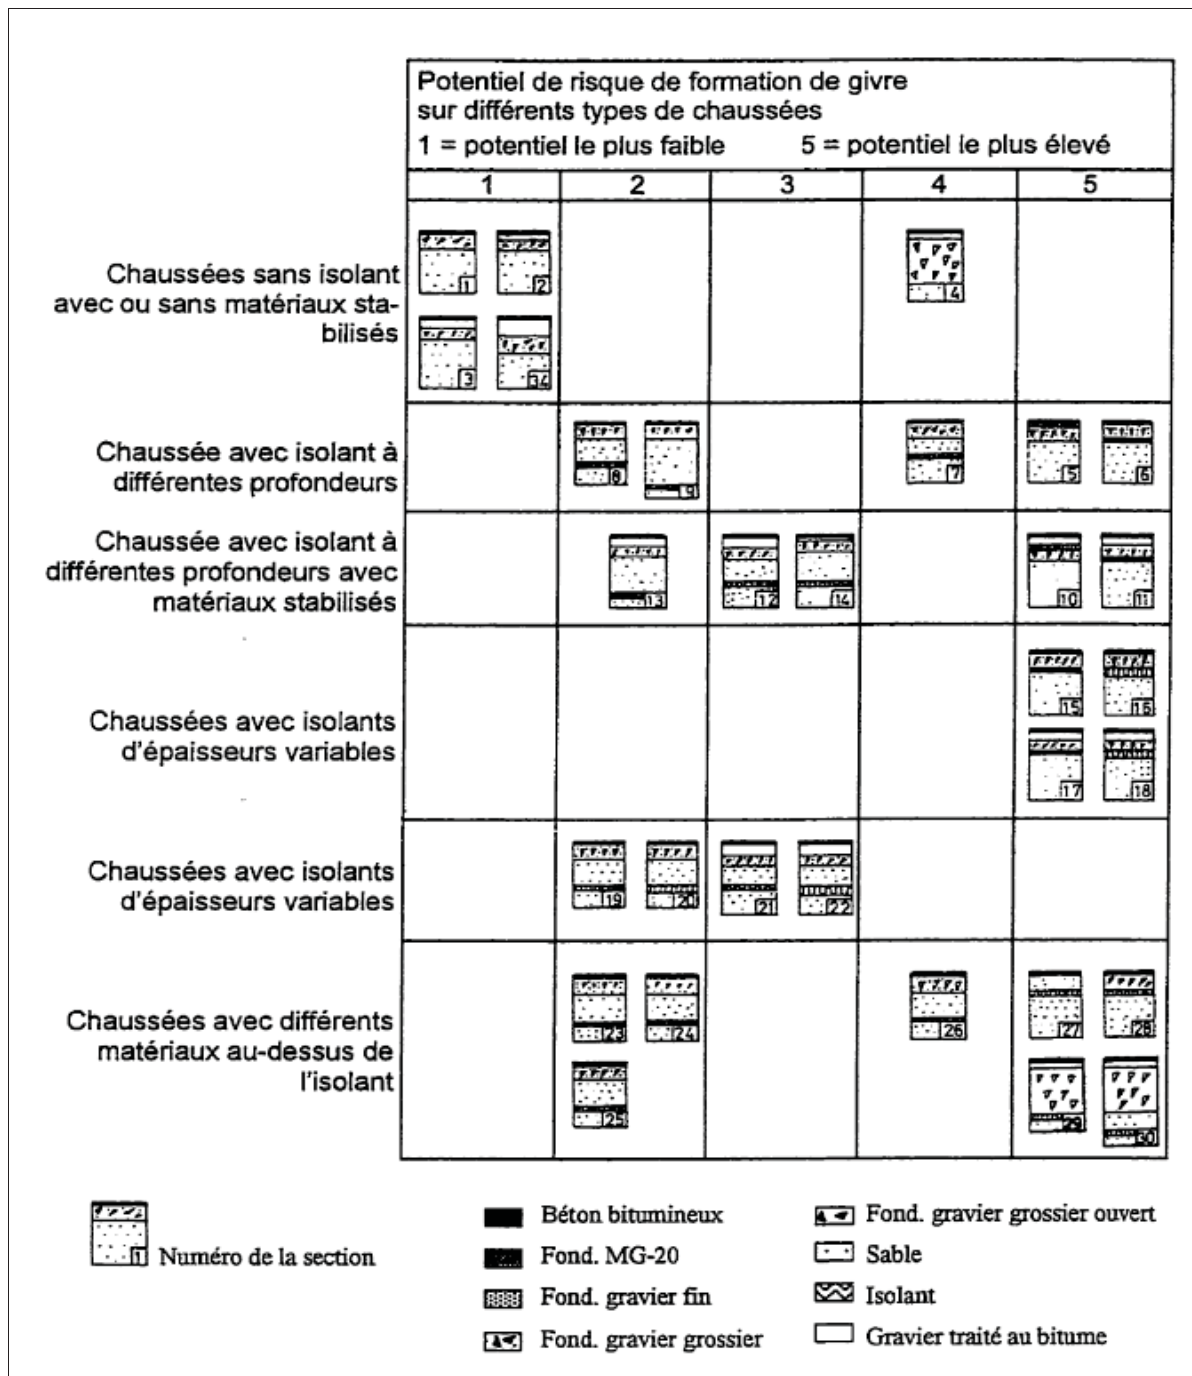 Potentiel de risque de formation de givre
sur différents types de chaussées
1 = potentiel le plus faible 5 = potentiel le plus élevé
1 2 3 4 5
Chaussées sans isolant
avec ou sans matériaux sta-
bilisés
1 2 4
3 34
Chaussée avec isolant à
différentes profondeurs
8 9 7 5 6
Chaussée avec isolant à
différentes profondeurs avec
matériaux stabilisés
13 12 14 10 11
Chaussées avec isolants
d'épaisseurs variables
15 16
17 18
Chaussées avec isolants
d'épaisseurs variables
19 20 21 22
Chaussées avec différents
matériaux au-dessus de
l'isolant
23 24 26 27 28
25 29 30
1 Numéro de la section
Béton bitumineux
Fond. MG-20
Fond. gravier fin
Fond. gravier grossier
Fond. gravier grossier ouvert
Sable
Isolant
Gravier traité au bitume